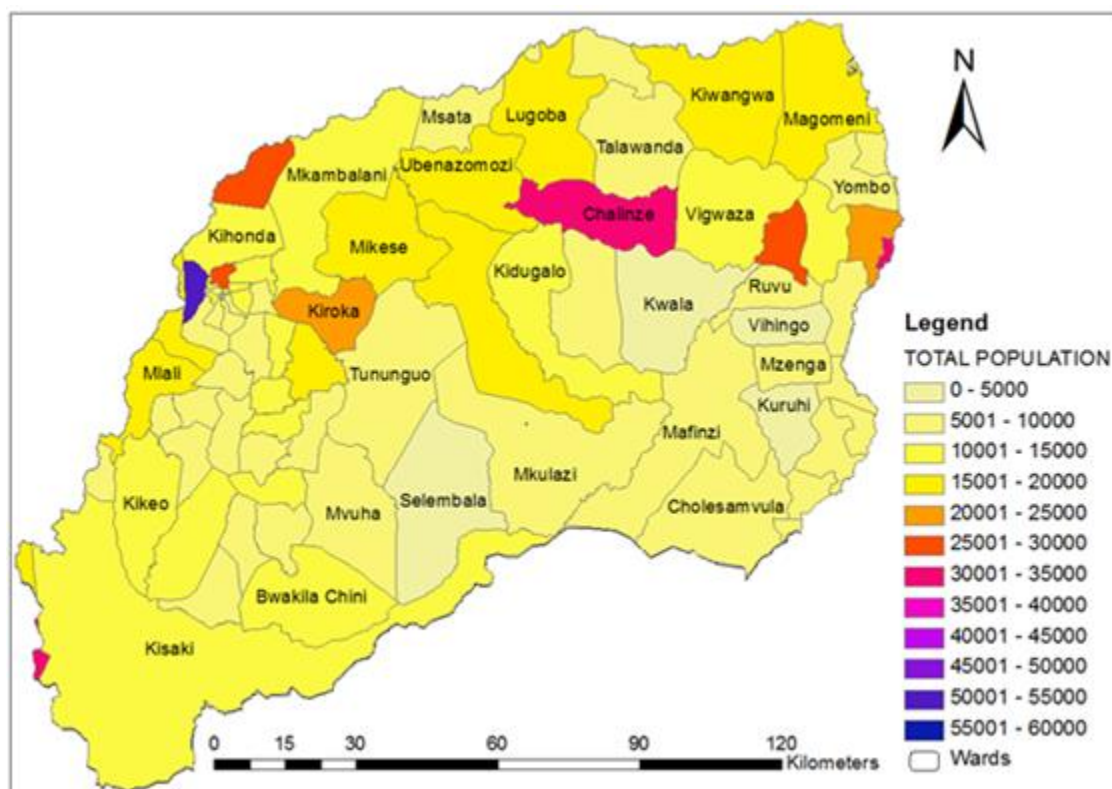 N
Kiwangwa
Lugoba
Magomeni
Msata
Talawanda
Ubenazomozi
Mkambalani
Yombo
Chalinze
Vigwaza
Kihonda
Mikese
Kidugalo
Ruvu
Kwala
Kiroka
Vihingo
Mlali
Tununguo
Mzenga
Kuruhi
Mafinzi
Mkulazi
Kikeo
Selembala
Cholesamvula
Mvuha
Bwakila Chini
Kisaki
Legend
TOTAL POPULATION
0 - 5000
5001 - 10000
10001 - 15000
15001 - 20000
20001 - 25000
25001 - 30000
30001 - 35000
35001 - 40000
40001 - 45000
45001 - 50000
50001 - 55000
55001 - 60000
Wards
0 15 30 60 90 120
Kilometers